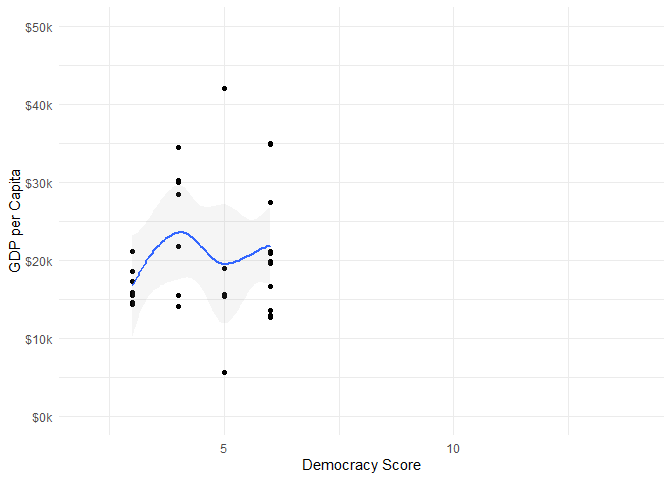 $50k
$40k
$30k
$20k
$10k
$0k
GDP per Capita
5
10
Democracy Score